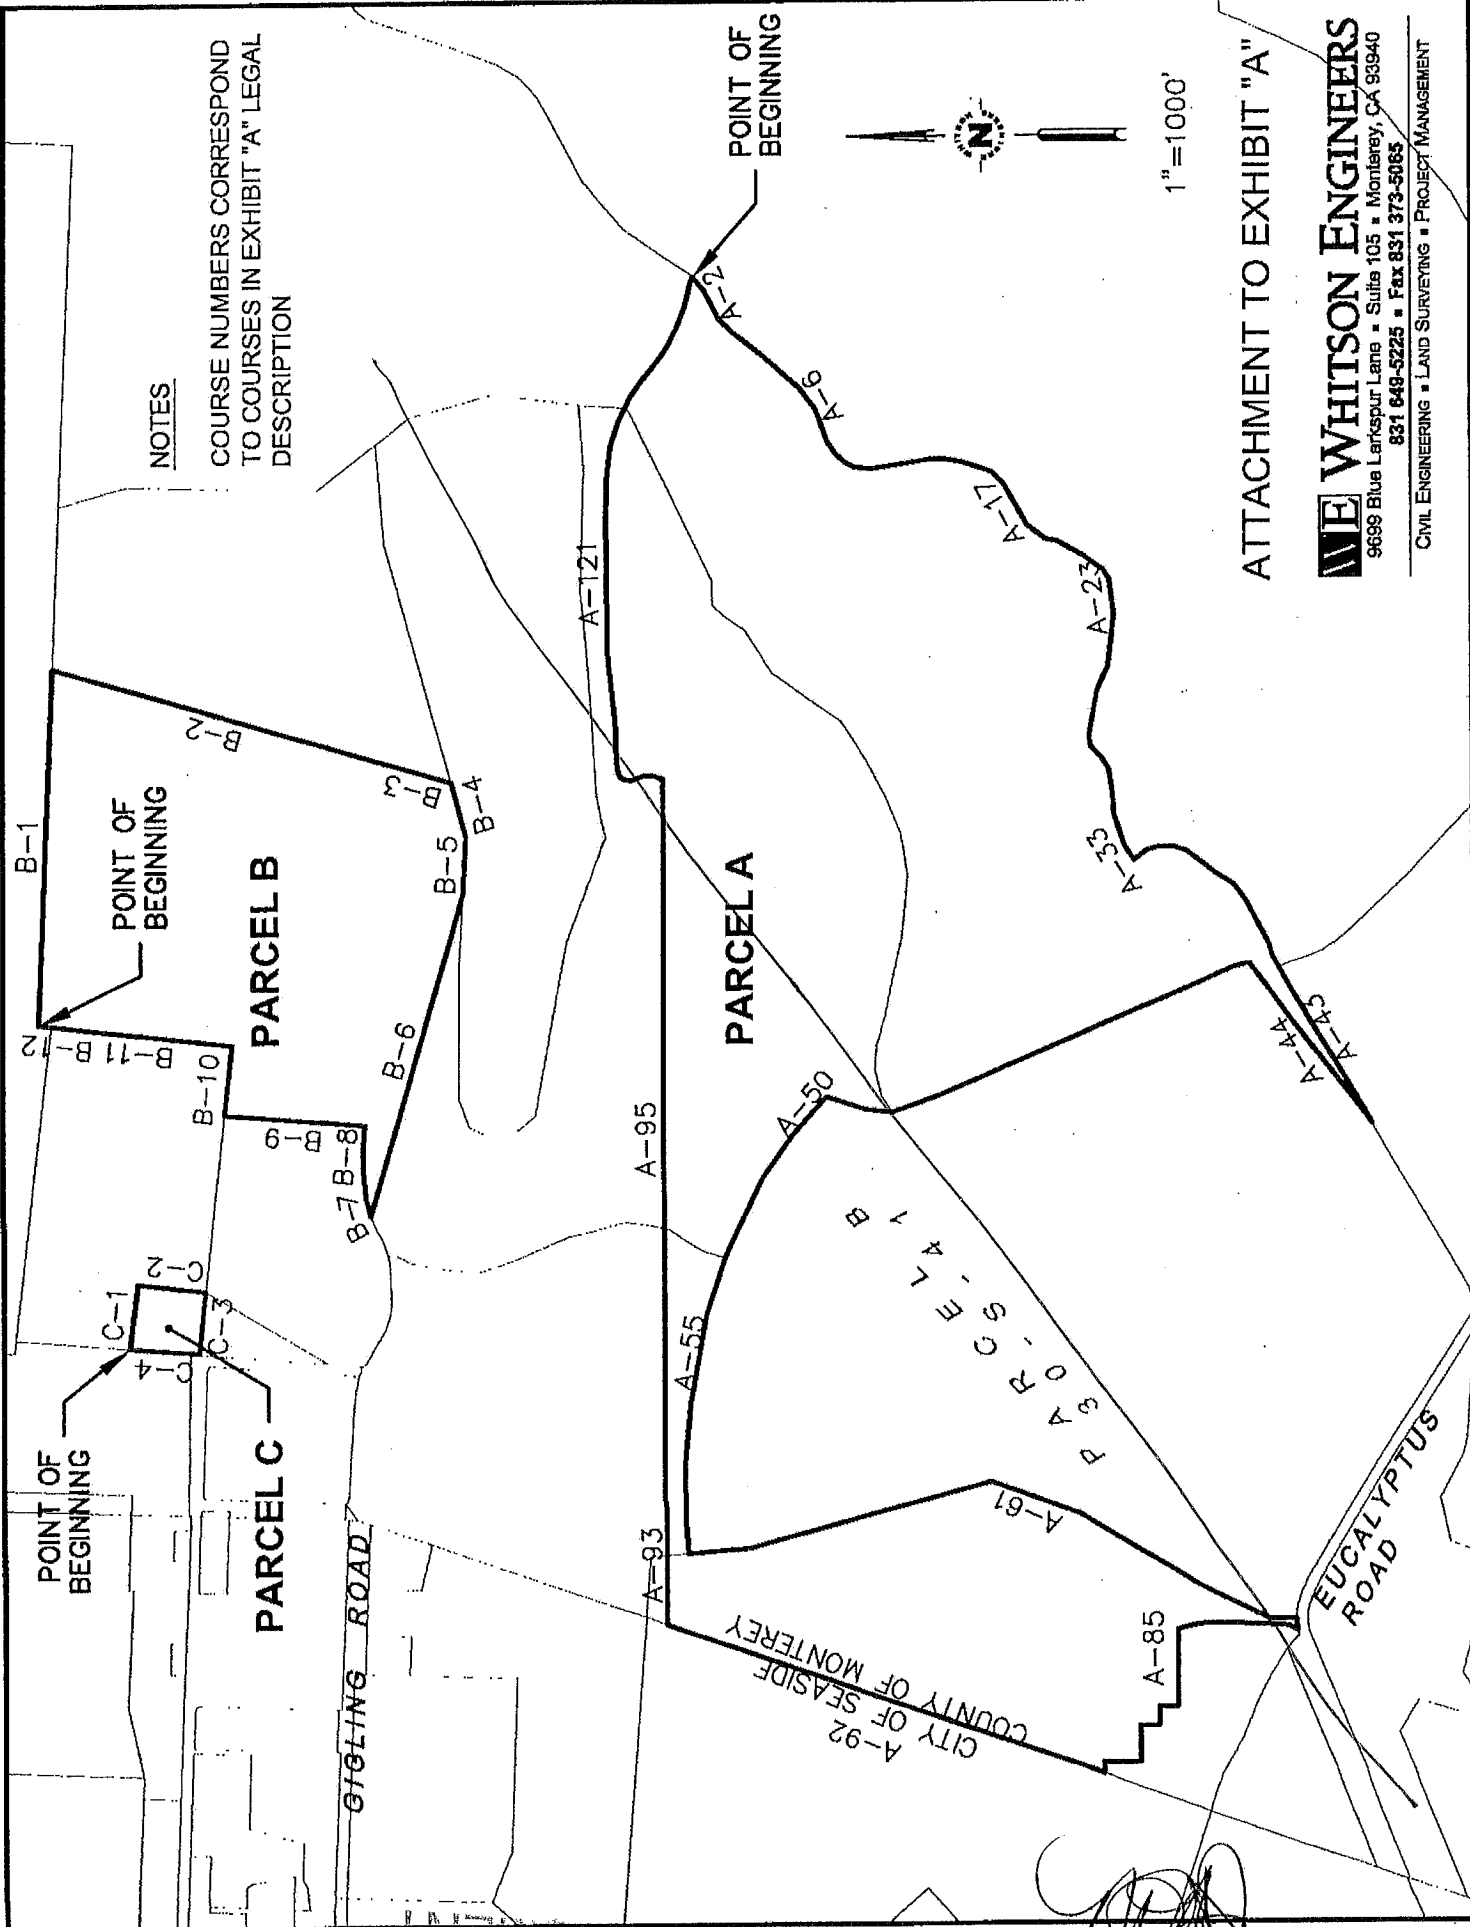 NOTES
COURSE NUMBERS CORRESPOND
TO COURSES IN EXHIBIT "A" LEGAL
DESCRIPTION
POINT OF
BEGINNING
PARCEL C
C-1
C-2
C-3
C-4
POINT OF
BEGINNING
PARCEL B
B-1
B-2
B-3
B-4
B-5
B-6
B-7
B-8
B-9
B-10
B-11
B-12
GIGLING ROAD
POINT OF
BEGINNING
PARCEL A
A-2
A-6
A-17
A-23
A-33
A-43
A-44
A-50
A-55
A-61
A-85
A-92
A-93
A-95
A-121
CITY OF SEASIDE
COUNTY OF MONTEREY
PARCEL B
P30.S.41
EUCALYPTUS
ROAD
N
1"=1000'
ATTACHMENT TO EXHIBIT "A"
WE WHITSON ENGINEERS
9699 Blue Larkspur Lane ▪ Suite 105 ▪ Monterey, CA 93940
831 649-5225 ▪ Fax 831 373-5065
CIVIL ENGINEERING ▪ LAND SURVEYING ▪ PROJECT MANAGEMENT